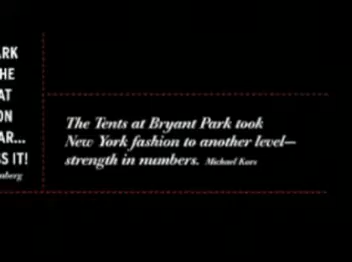 ARK
HE
AT
ON
AR...
S IT!
nberg
The Tents at Bryant Park took
New York fashion to another level—
strength in numbers. Michael Kors